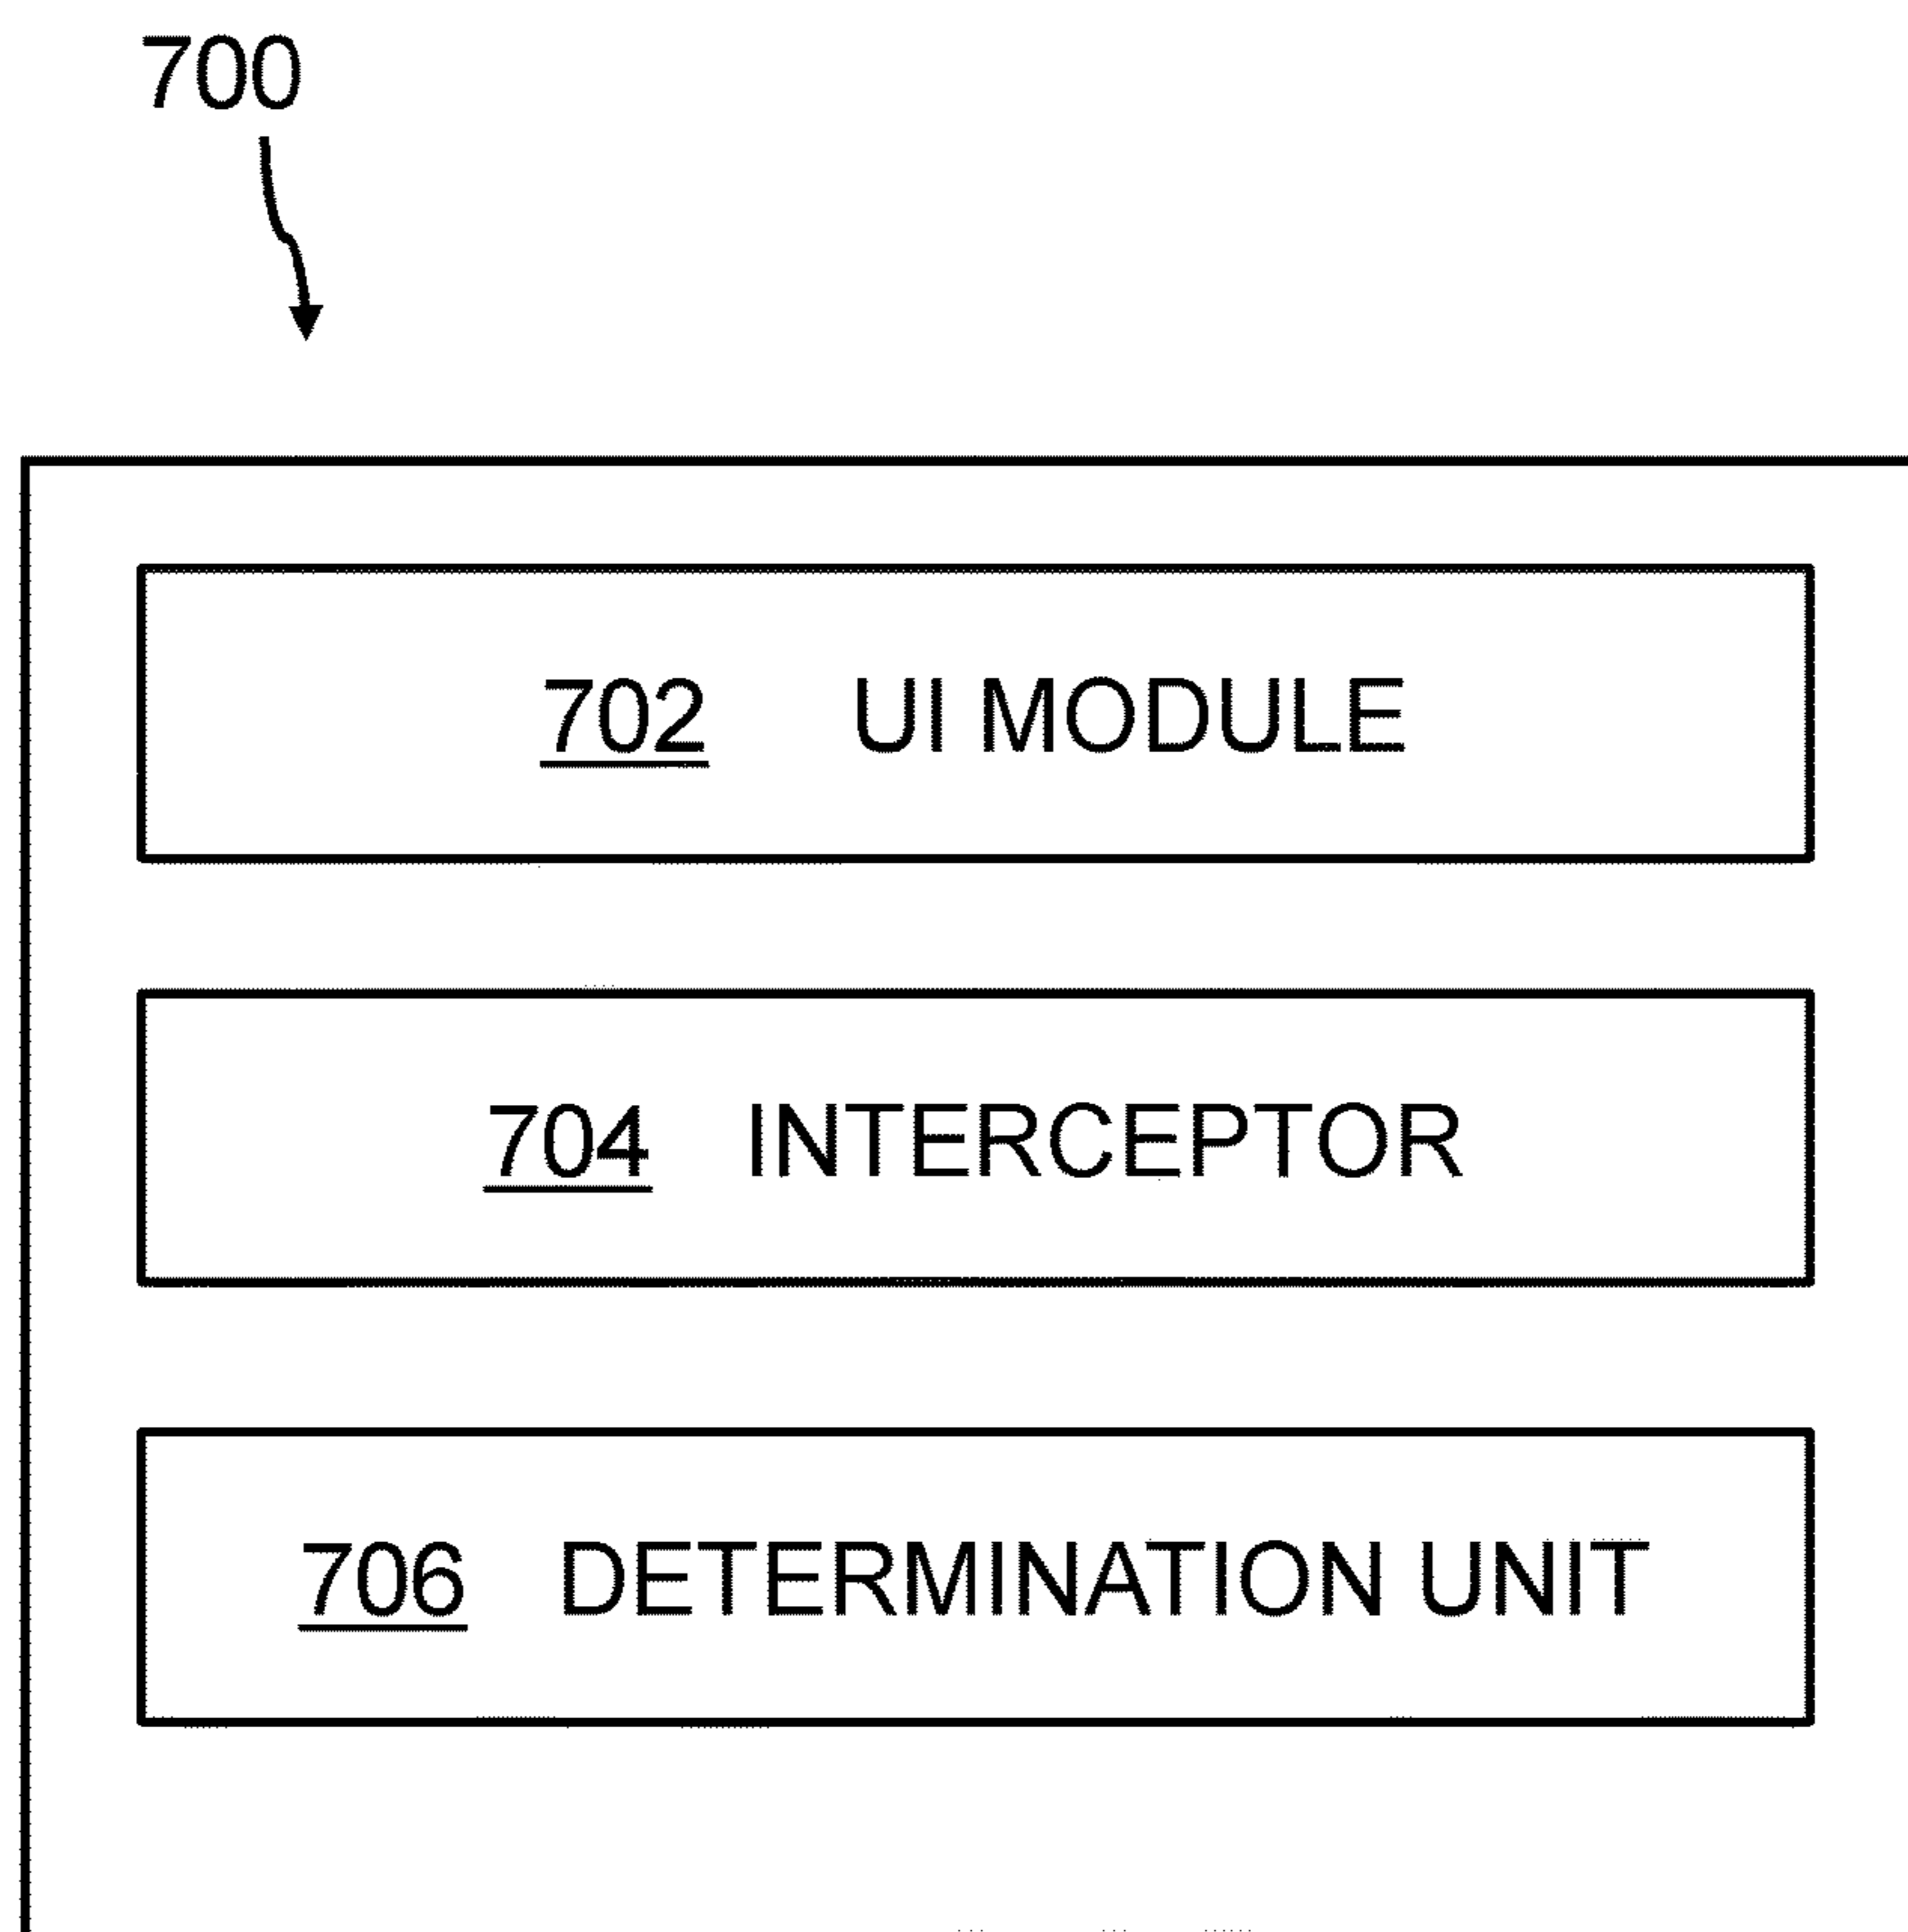 700
702 UI MODULE
704 INTERCEPTOR
706 DETERMINATION UNIT